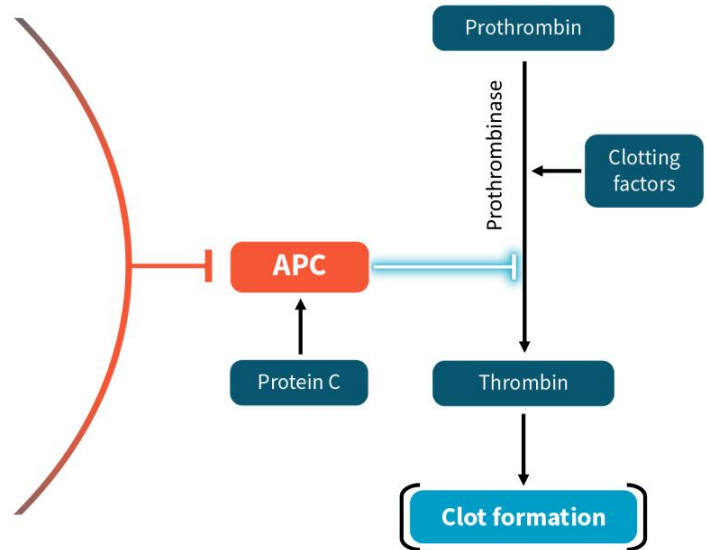 Prothrombin
Prothrombinase
Clotting
factors
APC
Protein C
Thrombin
Clot formation